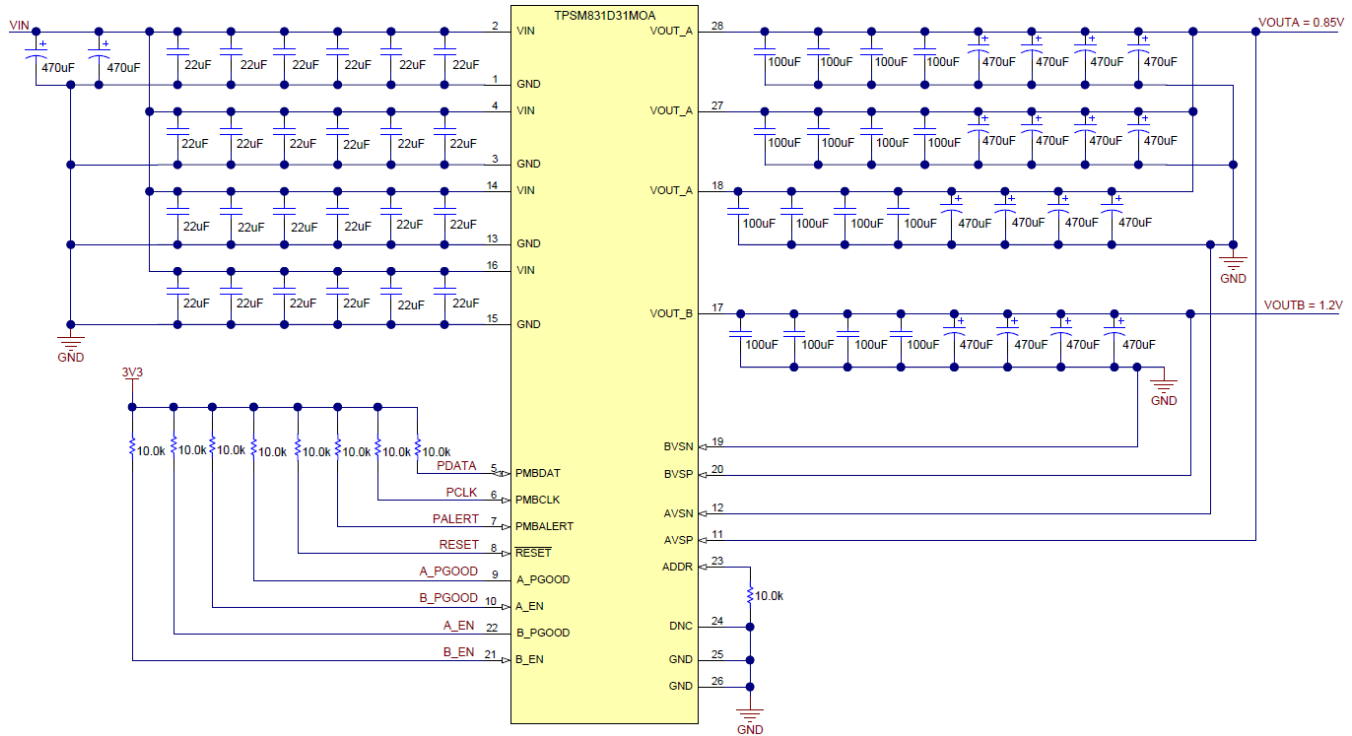 TPSM831D31MOA
VIN 2 VIN VOUT_A 28 VOUTA = 0.85V
470uF 470uF 22uF 22uF 22uF 22uF 22uF 22uF 100uF 100uF 100uF 100uF 470uF 470uF 470uF 470uF
1 GND
4 VIN VOUT_A 27
22uF 22uF 22uF 22uF 22uF 22uF 100uF 100uF 100uF 100uF 470uF 470uF 470uF 470uF
3 GND
14 VIN VOUT_A 18
22uF 22uF 22uF 22uF 22uF 22uF 100uF 100uF 100uF 100uF 470uF 470uF 470uF 470uF
13 GND
16 VIN GND
22uF 22uF 22uF 22uF 22uF 22uF
15 GND VOUT_B 17 VOUTB = 1.2V
GND 100uF 100uF 100uF 100uF 470uF 470uF 470uF 470uF
3V3 GND
10.0k 10.0k 10.0k 10.0k 10.0k 10.0k 10.0k 10.0k
BVSN 19
PDATA 5 PMBDAT BVSP 20
PCLK 6 PMBCLK
PALERT 7 PMBALERT AVSN 12
RESET 8 RESET AVSP 11
A_PGOOD 9 A_PGOOD ADDR 23
B_PGOOD 10 A_EN 10.0k
A_EN 22 B_PGOOD DNC 24
B_EN 21 B_EN GND 25
GND 26
GND